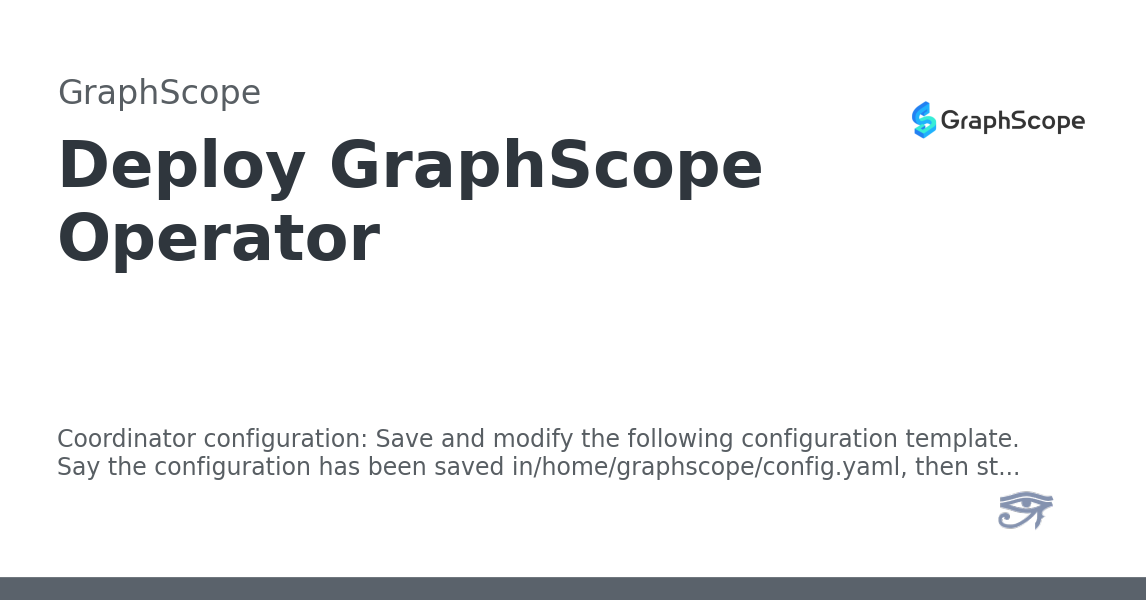 GraphScope
GraphScope
Deploy GraphScope
Operator
Coordinator configuration: Save and modify the following configuration template.
Say the configuration has been saved in/home/graphscope/config.yaml, then st...